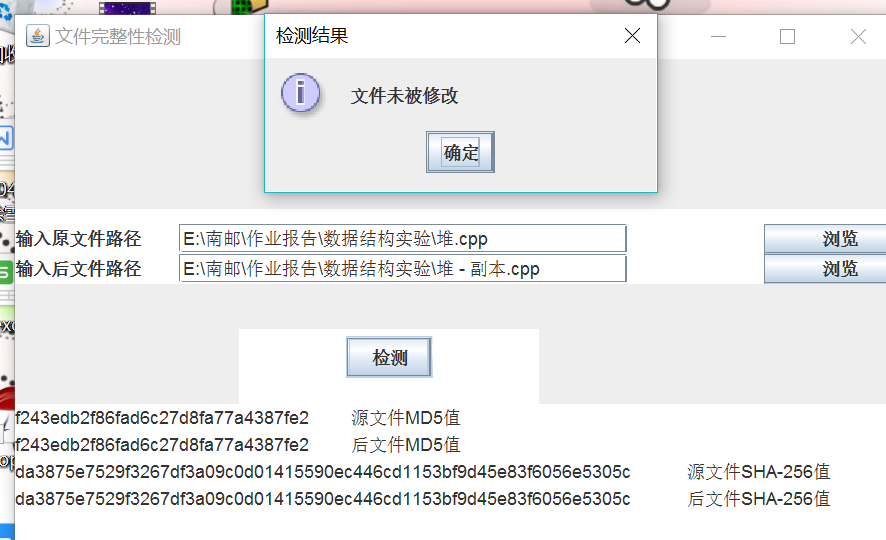 文件完整性检测
检测结果
文件未被修改
确定
输入原文件路径 E:\南邮\作业报告\数据结构实验\堆.cpp 浏览
输入后文件路径 E:\南邮\作业报告\数据结构实验\堆 - 副本.cpp 浏览
检测
f243edb2f86fad6c27d8fa77a4387fe2 源文件MD5值
f243edb2f86fad6c27d8fa77a4387fe2 后文件MD5值
da3875e7529f3267df3a09c0d01415590ec446cd1153bf9d45e83f6056e5305c 源文件SHA-256值
da3875e7529f3267df3a09c0d01415590ec446cd1153bf9d45e83f6056e5305c 后文件SHA-256值